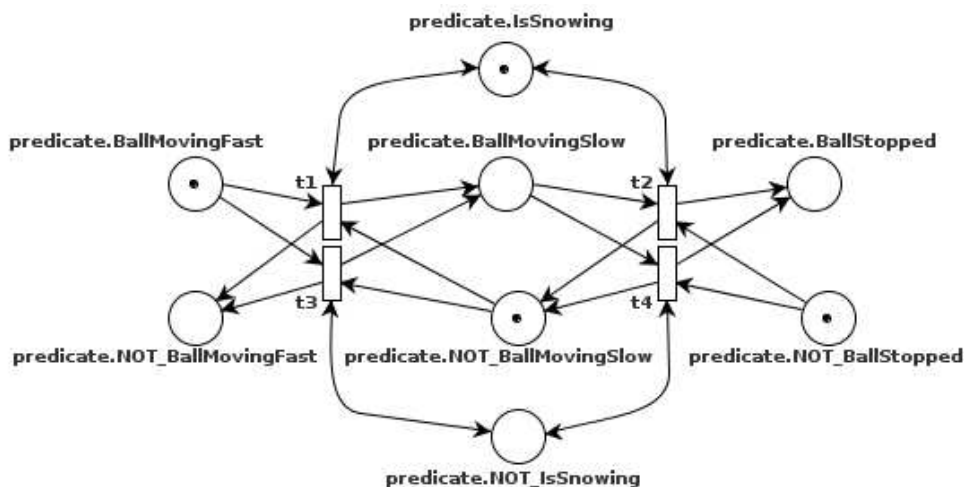 predicate.IsSnowing
predicate.BallMovingFast
predicate.BallMovingSlow
predicate.BallStopped
t1
t2
t3
t4
predicate.NOT_BallMovingFast
predicate.NOT_BallMovingSlow
predicate.NOT_BallStopped
predicate.NOT_IsSnowing